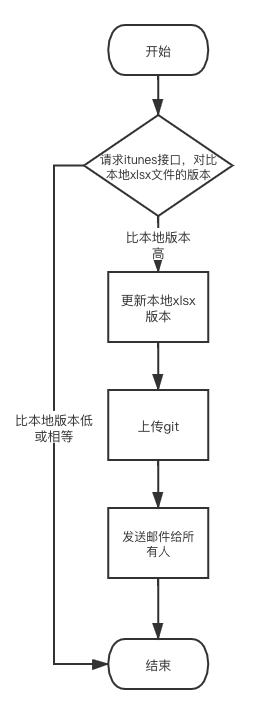 开始
请求itunes接口，对比
本地xlsx文件的版本
比本地版本
高
更新本地xlsx
版本
上传git
比本地版本低
或相等
发送邮件给所
有人
结束